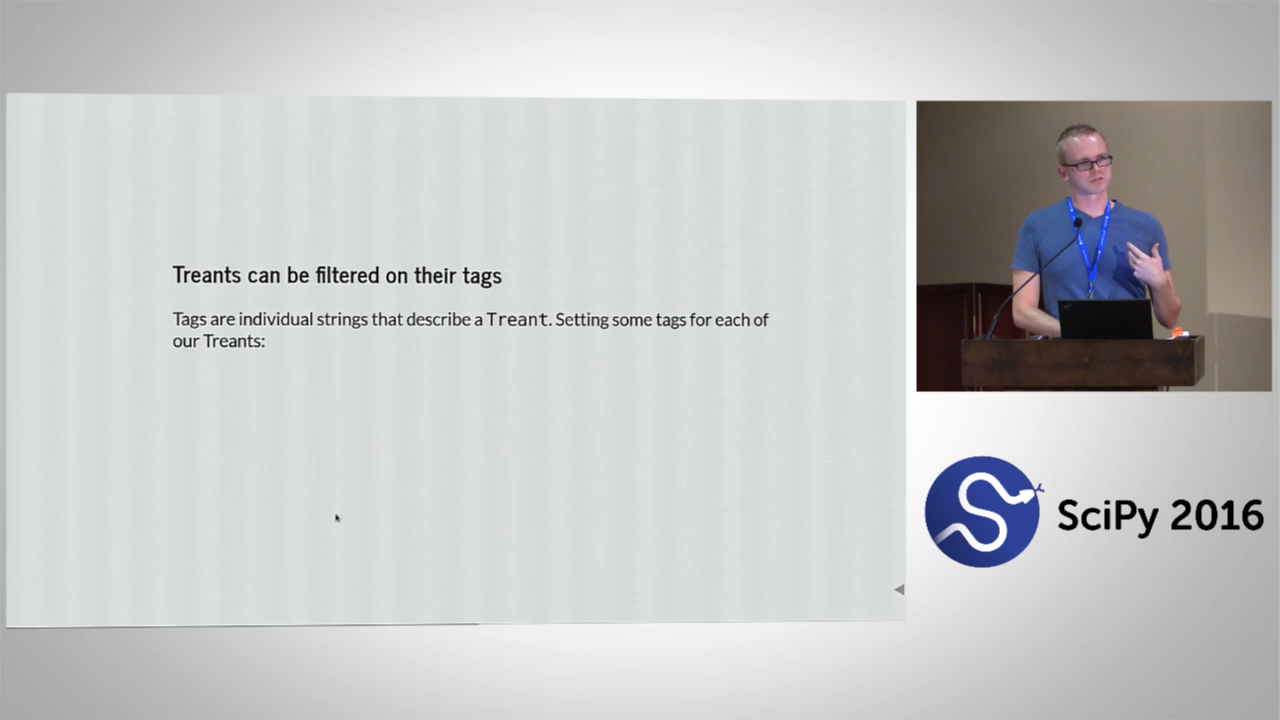 Treants can be filtered on their tags
Tags are individual strings that describe a Treant. Setting some tags for each of
our Treants:
SciPy 2016